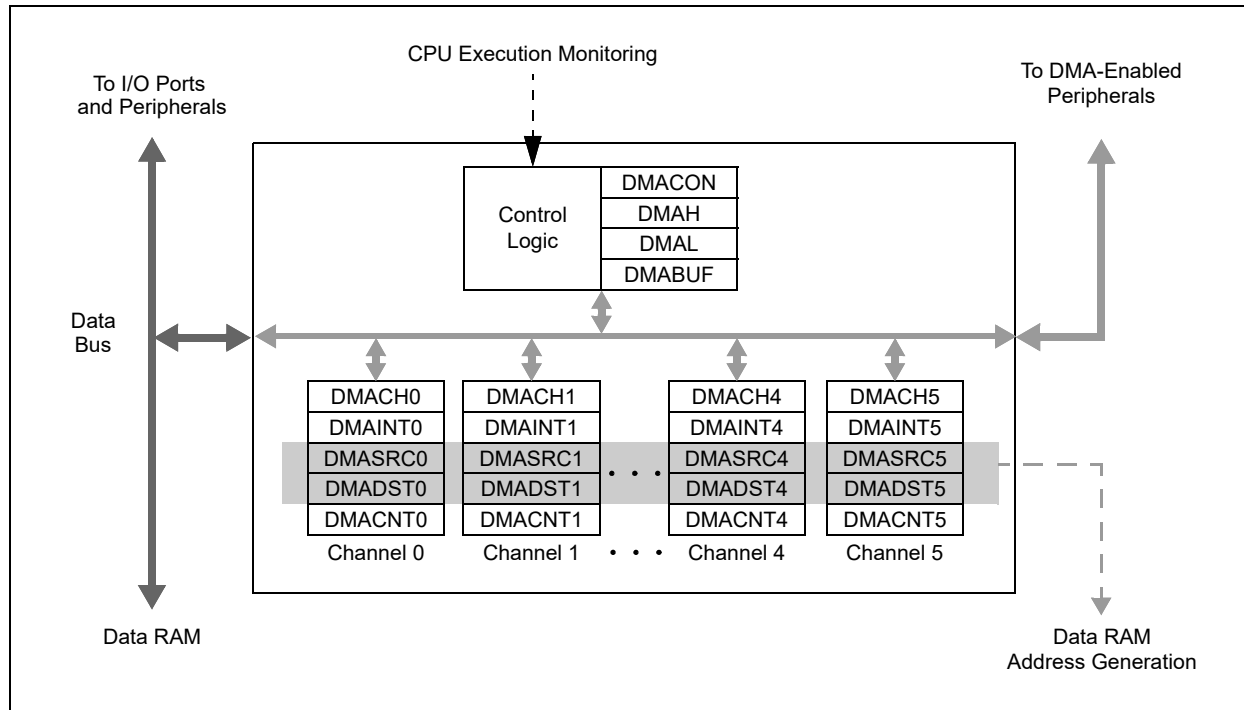 CPU Execution Monitoring
To I/O Ports
and Peripherals
To DMA-Enabled
Peripherals
Control
Logic
DMACON
DMAH
DMAL
DMABUF
Data
Bus
DMACH0 DMACH1 DMACH4 DMACH5
DMAINT0 DMAINT1 DMAINT4 DMAINT5
DMASRC0 DMASRC1 . . . DMASRC4 DMASRC5
DMADST0 DMADST1 DMADST4 DMADST5
DMACNT0 DMACNT1 DMACNT4 DMACNT5
Channel 0 Channel 1 . . . Channel 4 Channel 5
Data RAM
Data RAM
Address Generation